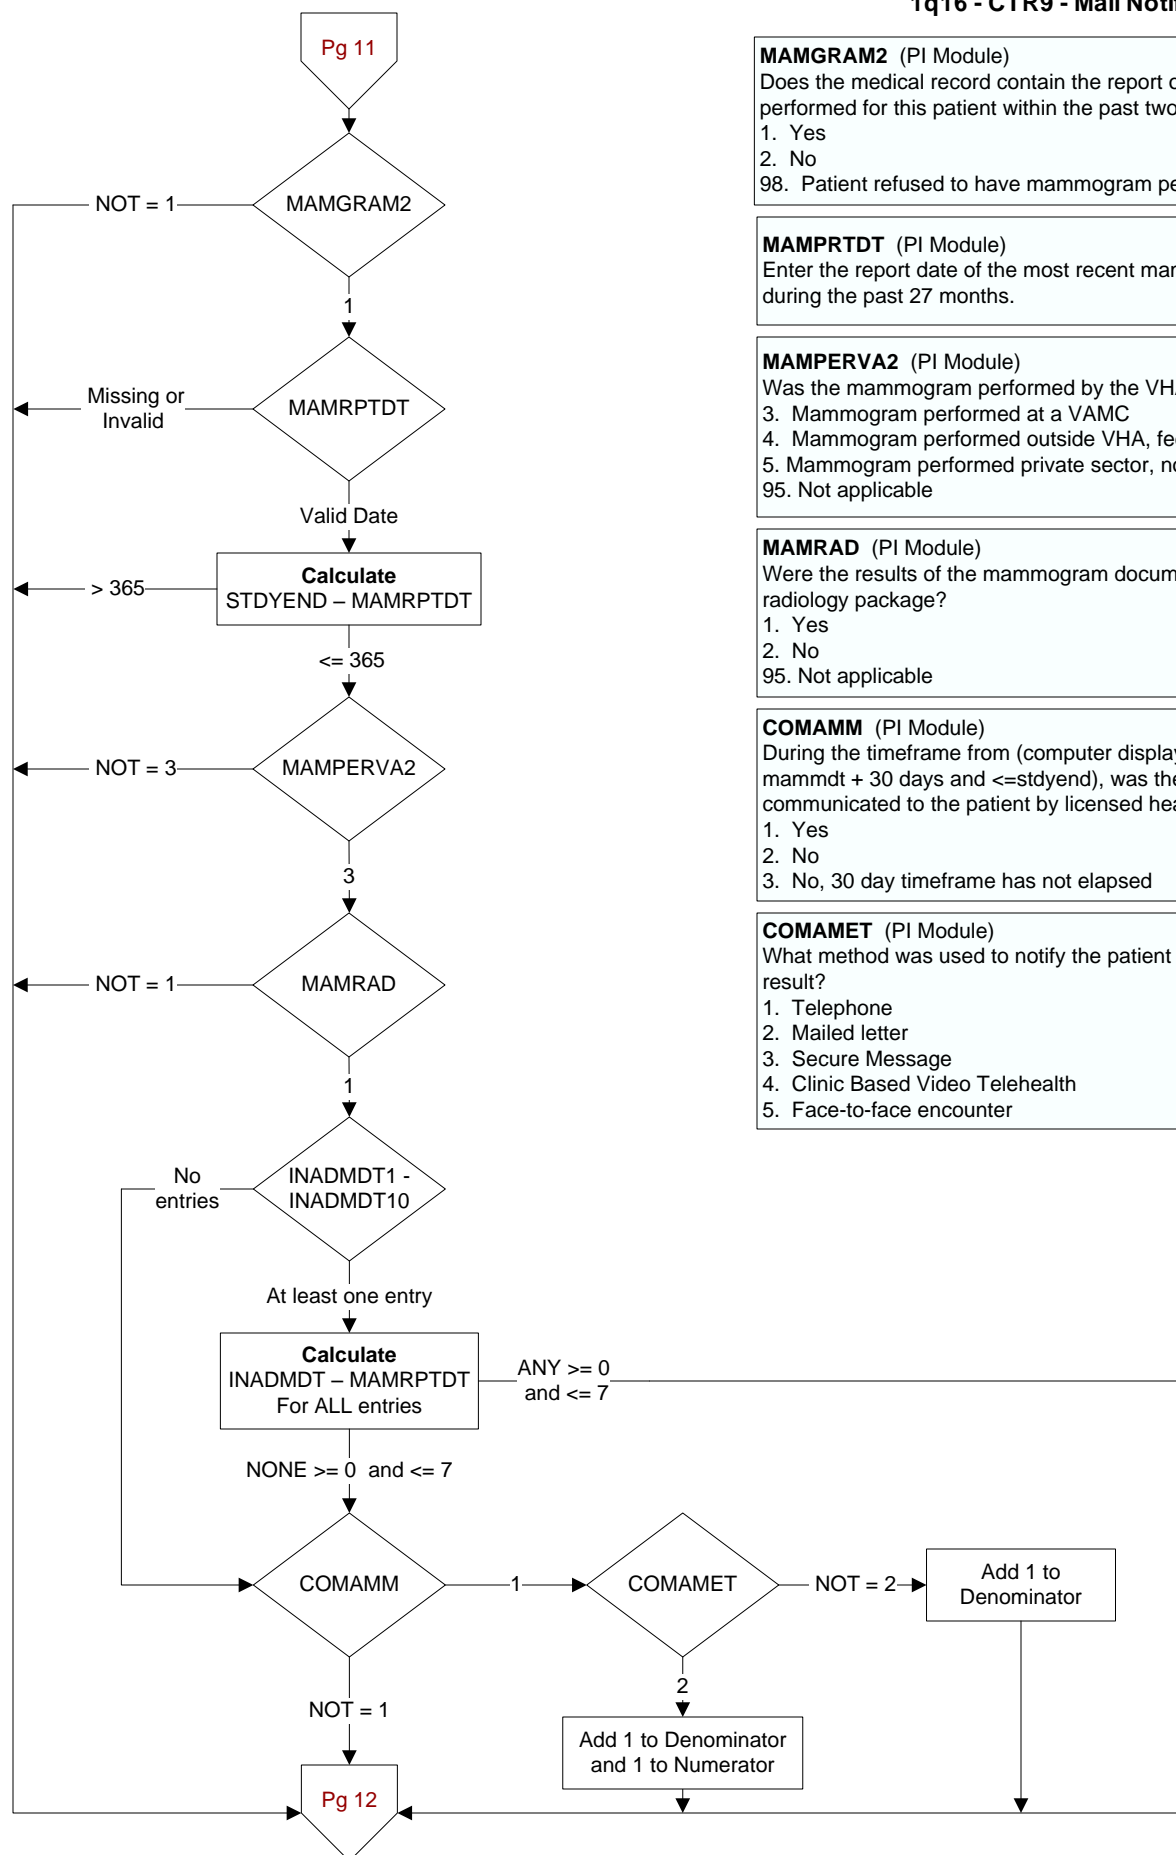 1q16 - CTR9 - Mail
Pg 11
MAMGRAM2
NOT = 1
1
MAMRPTDT
Missing or
Invalid
Valid Date
Calculate
STDYEND – MAMRPTDT
> 365
<= 365
MAMPERVA2
NOT = 3
3
MAMRAD
NOT = 1
1
INADMDT1 -
INADMDT10
No
entries
At least one entry
Calculate
INADMDT – MAMRPTDT
For ALL entries
ANY >= 0
and <= 7
NONE >= 0 and <= 7
COMAMM
1
COMAMET
NOT = 2
Add 1 to
Denominator
NOT = 1
2
Add 1 to Denominator
and 1 to Numerator
Pg 12
MAMGRAM2 (PI Module)
Does the medical record contain the report
performed for this patient within the past two
1. Yes
2. No
98. Patient refused to have mammogram
MAMPRTDT (PI Module)
Enter the report date of the most recent
during the past 27 months.
MAMPERVA2 (PI Module)
Was the mammogram performed by the
3. Mammogram performed at a VAMC
4. Mammogram performed outside VHA,
5. Mammogram performed private sector,
95. Not applicable
MAMRAD (PI Module)
Were the results of the mammogram
radiology package?
1. Yes
2. No
95. Not applicable
COMAMM (PI Module)
During the timeframe from (computer
mammdt + 30 days and <=stdyend), was
communicated to the patient by licensed
1. Yes
2. No
3. No, 30 day timeframe has not elapsed
COMAMET (PI Module)
What method was used to notify the patient
result?
1. Telephone
2. Mailed letter
3. Secure Message
4. Clinic Based Video Telehealth
5. Face-to-face encounter